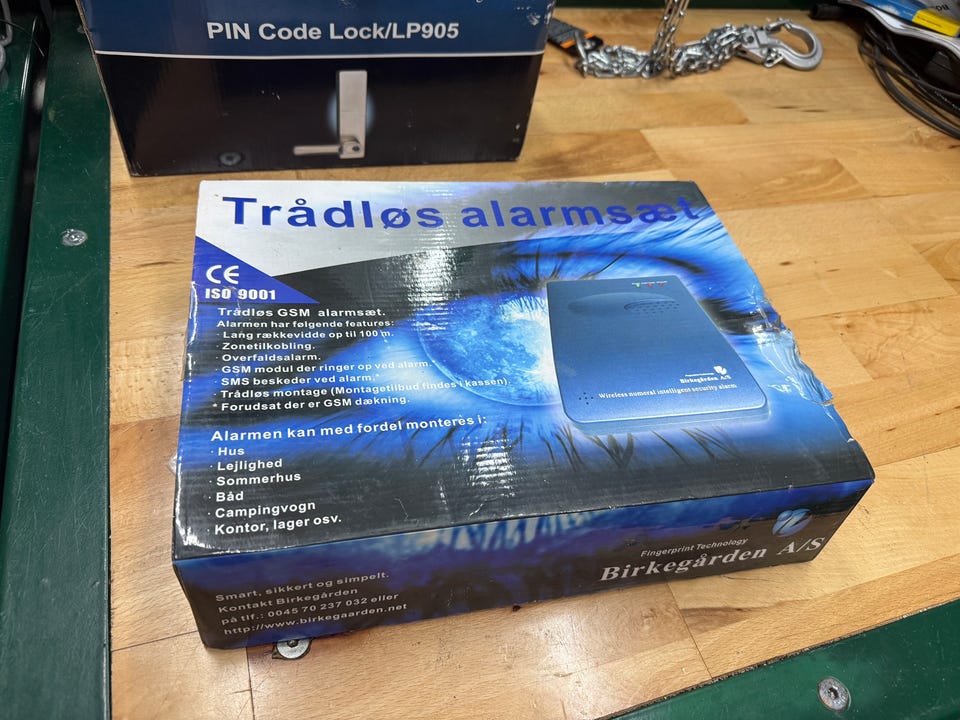 PIN Code Lock/LP905
Trådløs alarmsæt
CE
ISO 9001
Trådløs GSM alarmsæt.
Alarmen har følgende features:
· Lang rækkevidde op til 100 m.
· Zonetilkobling.
· Overfaldsalarm.
· GSM modul der ringer op ved alarm.
· SMS beskeder ved alarm.*
· Trådløs montage (Montagetilbud findes i kassen).
* Forudsat der er GSM dækning.
Alarmen kan med fordel monteres i:
· Hus
· Lejlighed
· Sommerhus
· Båd
· Campingvogn
· Kontor, lager osv.
Birkegården A/S
Wireless numeral intelligent security alarm
Smart, sikkert og simpelt.
Kontakt Birkegården
på tlf.: 0045 70 237 032 eller
http://www.birkegaarden.net
Fingerprint Technology
Birkegården A/S